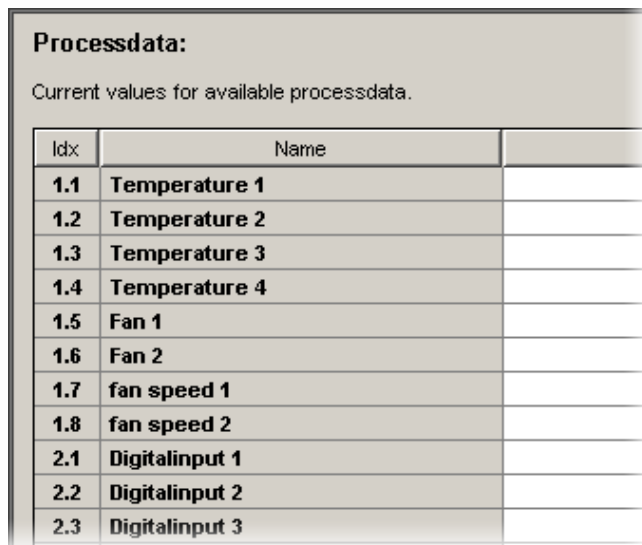 Processdata:
Current values for available processdata.
Idx Name
1.1 Temperature 1
1.2 Temperature 2
1.3 Temperature 3
1.4 Temperature 4
1.5 Fan 1
1.6 Fan 2
1.7 fan speed 1
1.8 fan speed 2
2.1 Digitalinput 1
2.2 Digitalinput 2
2.3 Digitalinput 3